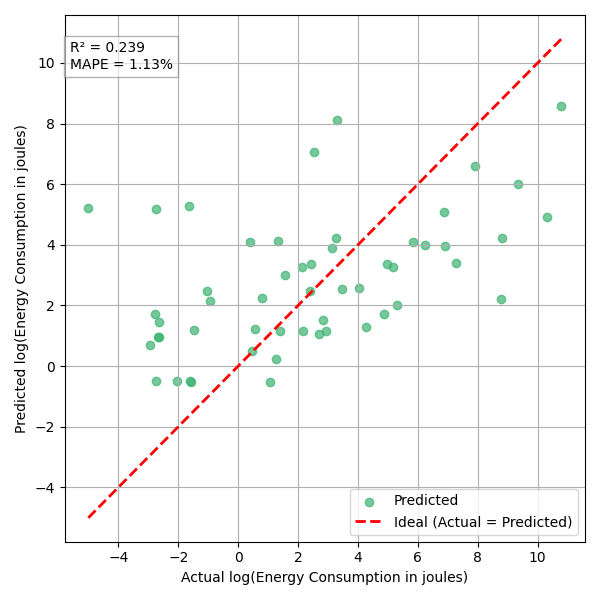 R² = 0.239
MAPE = 1.13%
Predicted log(Energy Consumption in joules)
10
8
6
4
2
0
−2
−4
Predicted
Ideal (Actual = Predicted)
−4 −2 0 2 4 6 8 10
Actual log(Energy Consumption in joules)